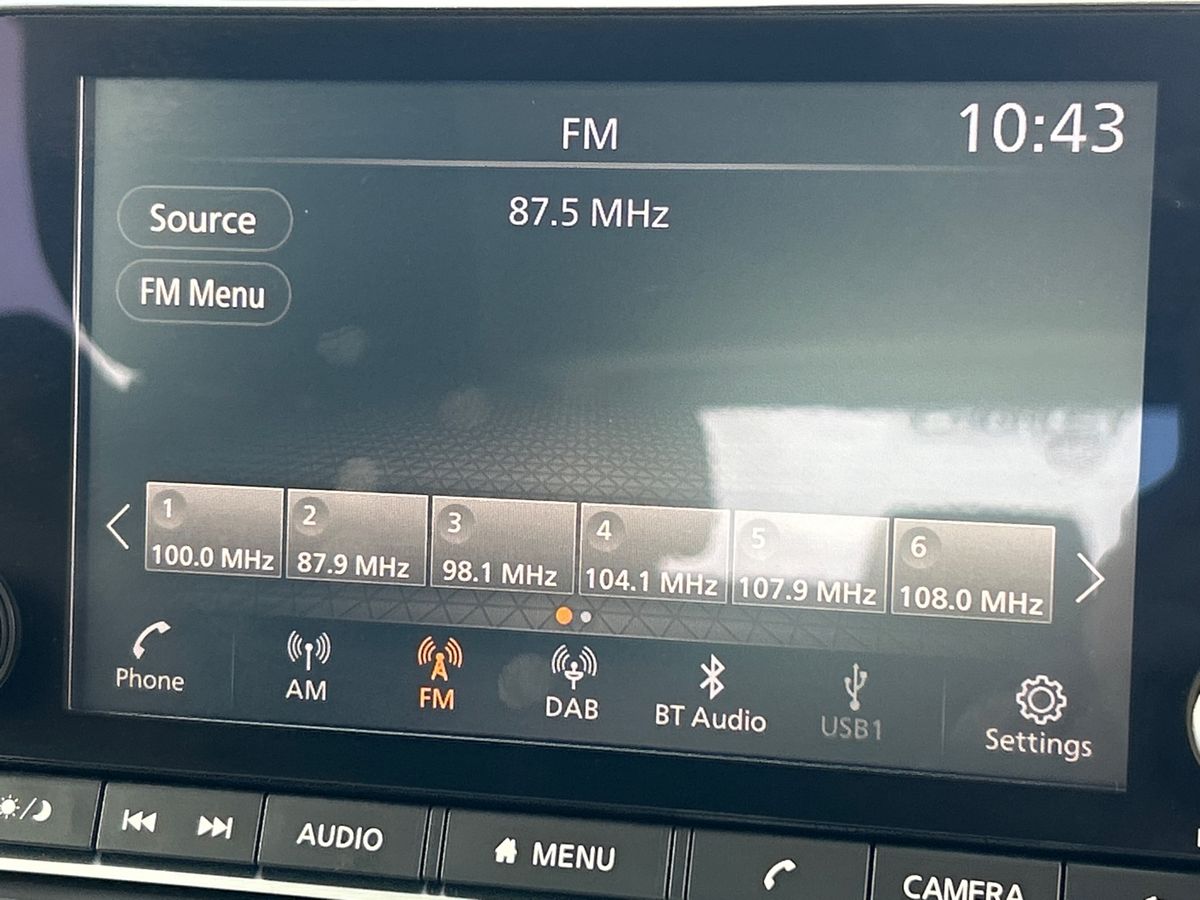 FM
10:43
Source
87.5 MHz
FM Menu
1
100.0 MHz
2
87.9 MHz
3
98.1 MHz
4
104.1 MHz
5
107.9 MHz
6
108.0 MHz
Phone
AM
FM
DAB
BT Audio
USB1
Settings
AUDIO
MENU
CAMERA